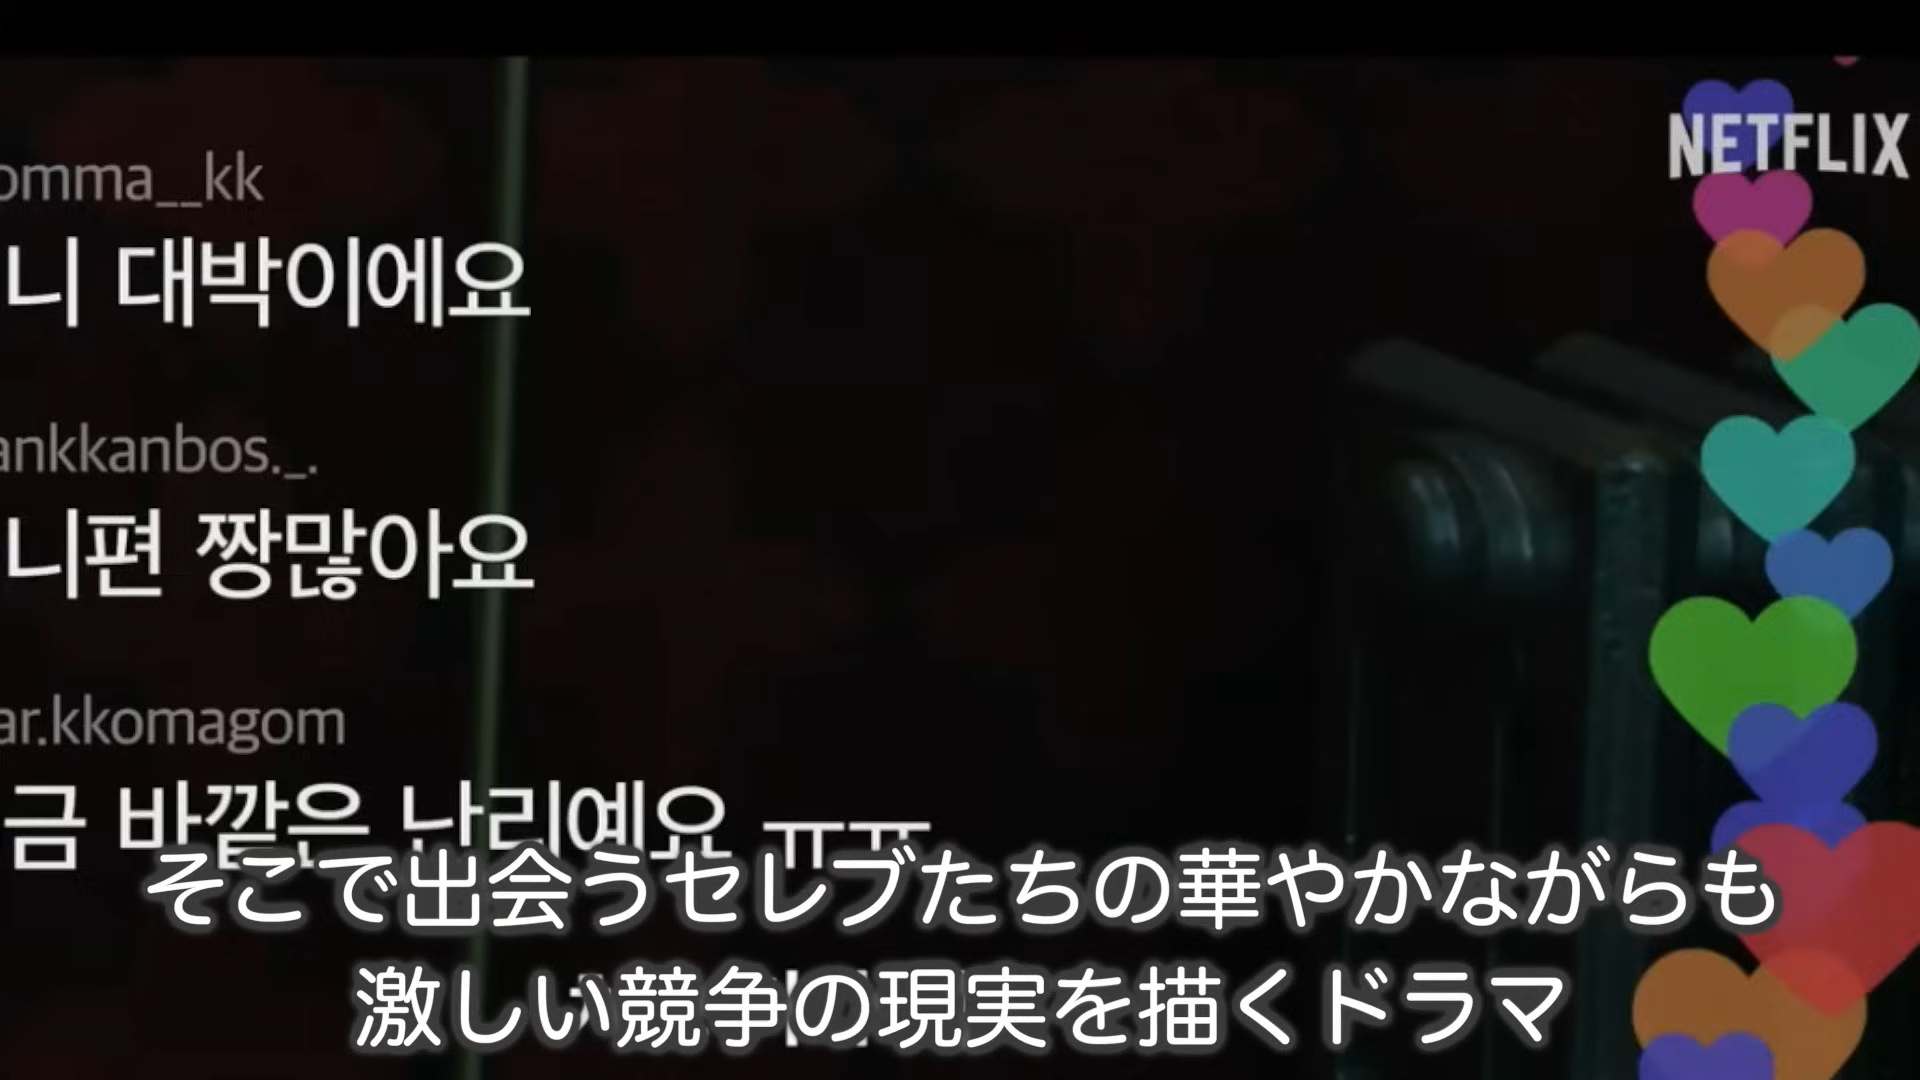 NETFLIX
omma__kk
니 대박이에요
ankkanbos._.
니편 짱많아요
ar.kkomagom
금 바깥은 난리예요 ㅠㅠ
そこで出会うセレブたちの華やかながらも
激しい競争の現実を描くドラマ